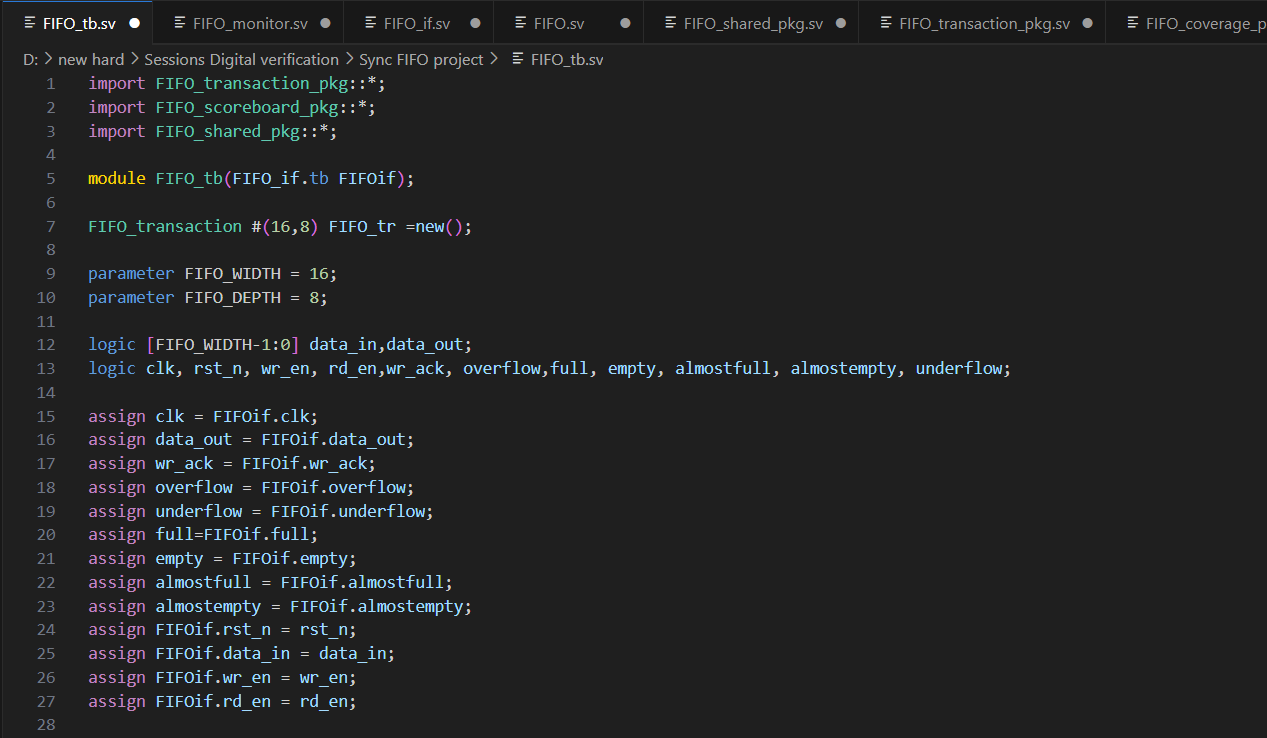 FIFO_tb.sv FIFO_monitor.sv FIFO_if.sv FIFO.sv FIFO_shared_pkg.sv FIFO_transaction_pkg.sv FIFO_coverage_p
D: > new hard > Sessions Digital verification > Sync FIFO project > FIFO_tb.sv
1 import FIFO_transaction_pkg::*;
2 import FIFO_scoreboard_pkg::*;
3 import FIFO_shared_pkg::*;
4
5 module FIFO_tb(FIFO_if.tb FIFOif);
6
7 FIFO_transaction #(16,8) FIFO_tr =new();
8
9 parameter FIFO_WIDTH = 16;
10 parameter FIFO_DEPTH = 8;
11
12 logic [FIFO_WIDTH-1:0] data_in,data_out;
13 logic clk, rst_n, wr_en, rd_en,wr_ack, overflow,full, empty, almostfull, almostempty, underflow;
14
15 assign clk = FIFOif.clk;
16 assign data_out = FIFOif.data_out;
17 assign wr_ack = FIFOif.wr_ack;
18 assign overflow = FIFOif.overflow;
19 assign underflow = FIFOif.underflow;
20 assign full=FIFOif.full;
21 assign empty = FIFOif.empty;
22 assign almostfull = FIFOif.almostfull;
23 assign almostempty = FIFOif.almostempty;
24 assign FIFOif.rst_n = rst_n;
25 assign FIFOif.data_in = data_in;
26 assign FIFOif.wr_en = wr_en;
27 assign FIFOif.rd_en = rd_en;
28